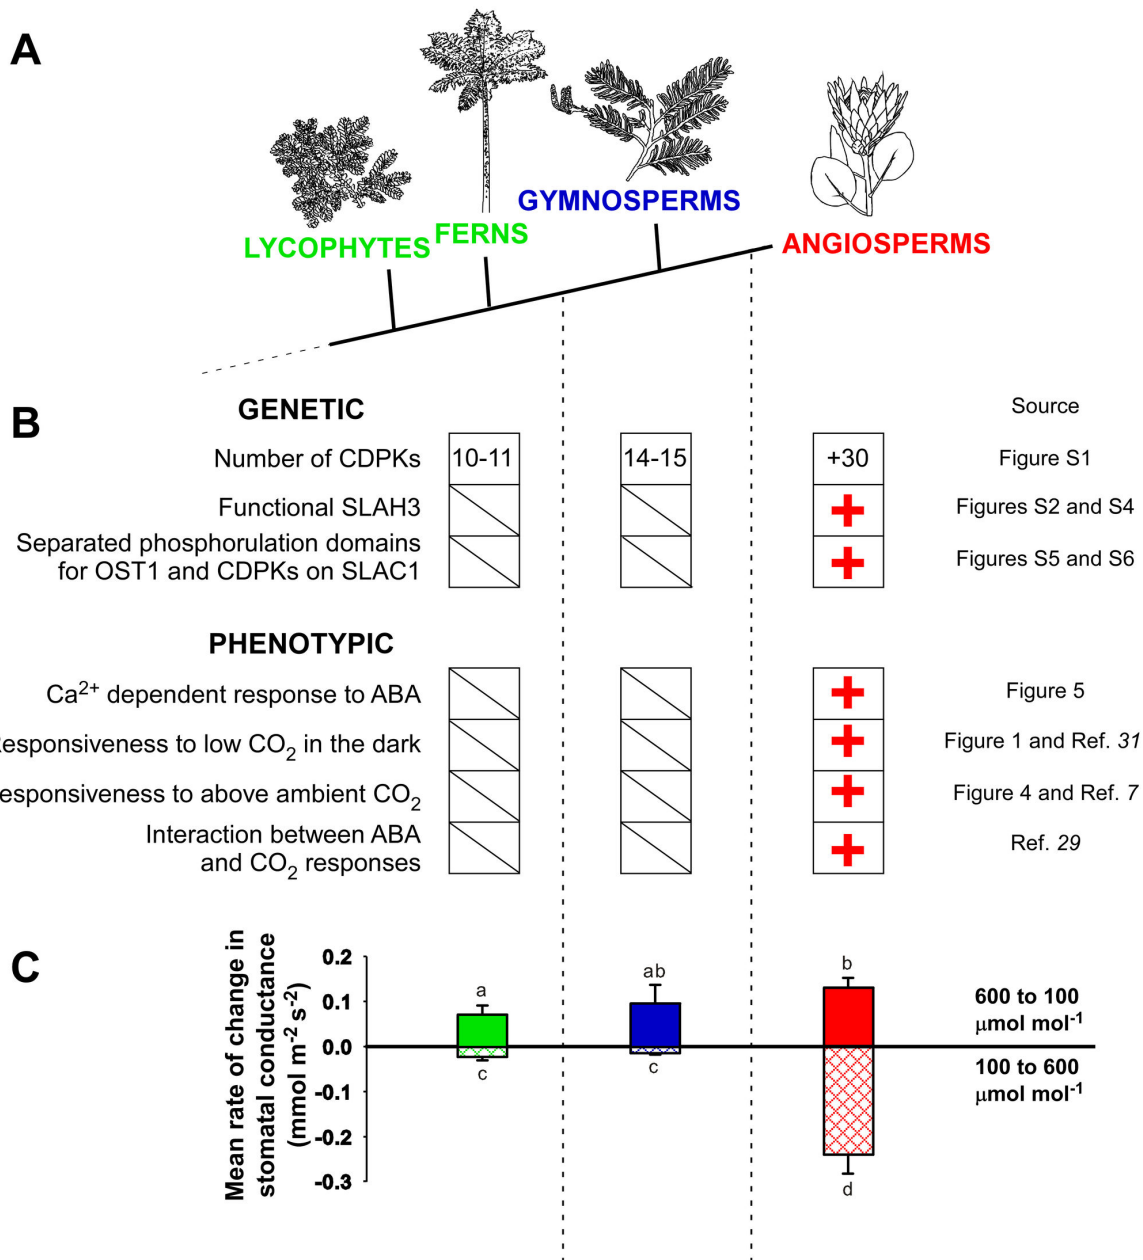 A
GYMNOSPERMS
FERNS
LYCOPHYTES
ANGIOSPERMS
B
GENETIC
Source
Number of CDPKs 10-11 14-15 +30 Figure S1
Functional SLAH3 Figures S2 and S4
Separated phosphorulation domains
for OST1 and CDPKs on SLAC1 Figures S5 and S6
PHENOTYPIC
Ca2+ dependent response to ABA Figure 5
esponsiveness to low CO2 in the dark Figure 1 and Ref. 31
esponsiveness to above ambient CO2 Figure 4 and Ref. 7
Interaction between ABA
and CO2 responses Ref. 29
C
Mean rate of change in
stomatal conductance
(mmol m-2 s-2)
0.2
0.1
0.0
-0.1
-0.2
-0.3
a
ab
b
c
c
d
600 to 100
μmol mol-1
100 to 600
μmol mol-1